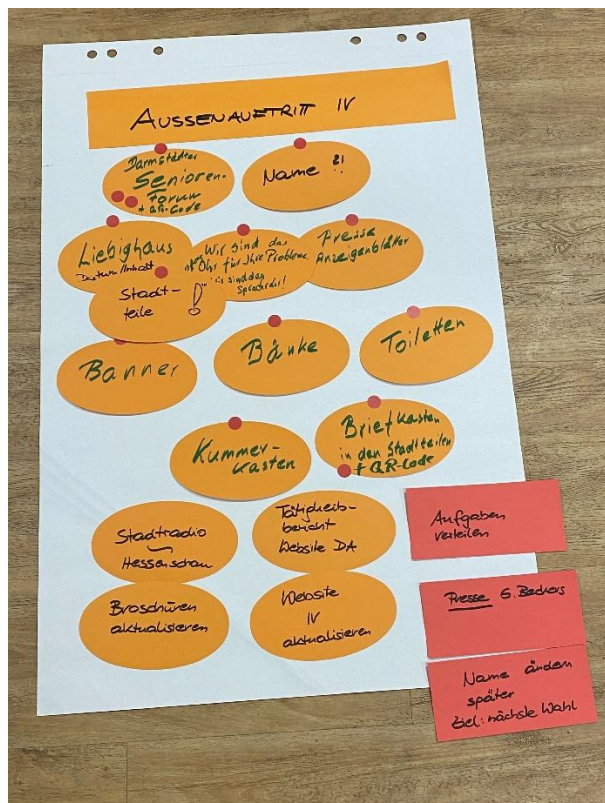 AUSSENAUFTRITT IV
Darmstädter
Senioren-
Forum
+ QR-Code
Name ?!
Liebighaus
Wir sind das
Ohr für Ihre Probleme
Sprachrohr!
Presse
Anzeigenblätter
Stadt-
teile
Banner
Bänke
Toiletten
Kummer-
kasten
Briefkasten
in den Stadtteilen
+ QR-Code
Stadtradio
Hessenschau
Tätigkeits-
bericht
Website DA
Broschüren
aktualisieren
Website
IV
aktualisieren
Aufgaben
verteilen
Presse G. Beckers
Name ändern
später
Ziel: nächste Wahl